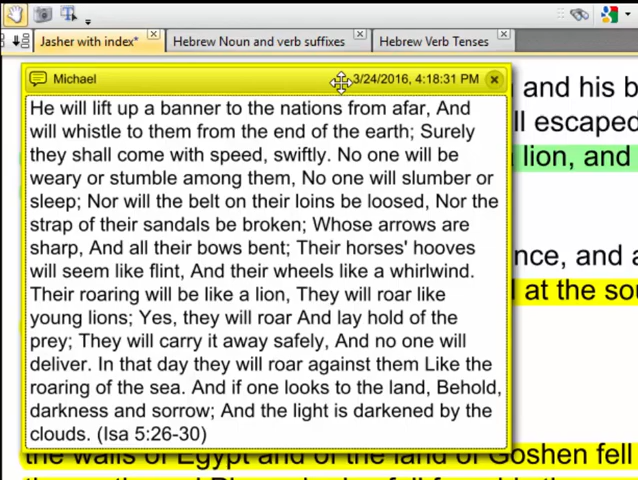 Jasher with index*
Hebrew Noun and verb suffixes
Hebrew Verb Tenses
Michael
3/24/2016, 4:18:31 PM
He will lift up a banner to the nations from afar, And
will whistle to them from the end of the earth; Surely
they shall come with speed, swiftly. No one will be
weary or stumble among them, No one will slumber or
sleep; Nor will the belt on their loins be loosed, Nor the
strap of their sandals be broken; Whose arrows are
sharp, And all their bows bent; Their horses' hooves
will seem like flint, And their wheels like a whirlwind.
Their roaring will be like a lion, They will roar like
young lions; Yes, they will roar And lay hold of the
prey; They will carry it away safely, And no one will
deliver. In that day they will roar against them Like the
roaring of the sea. And if one looks to the land, Behold,
darkness and sorrow; And the light is darkened by the
clouds. (Isa 5:26-30)
and his b
ll escaped
lion, and
nce, and a
at the sou
the walls of Egypt and of the land of Goshen fell